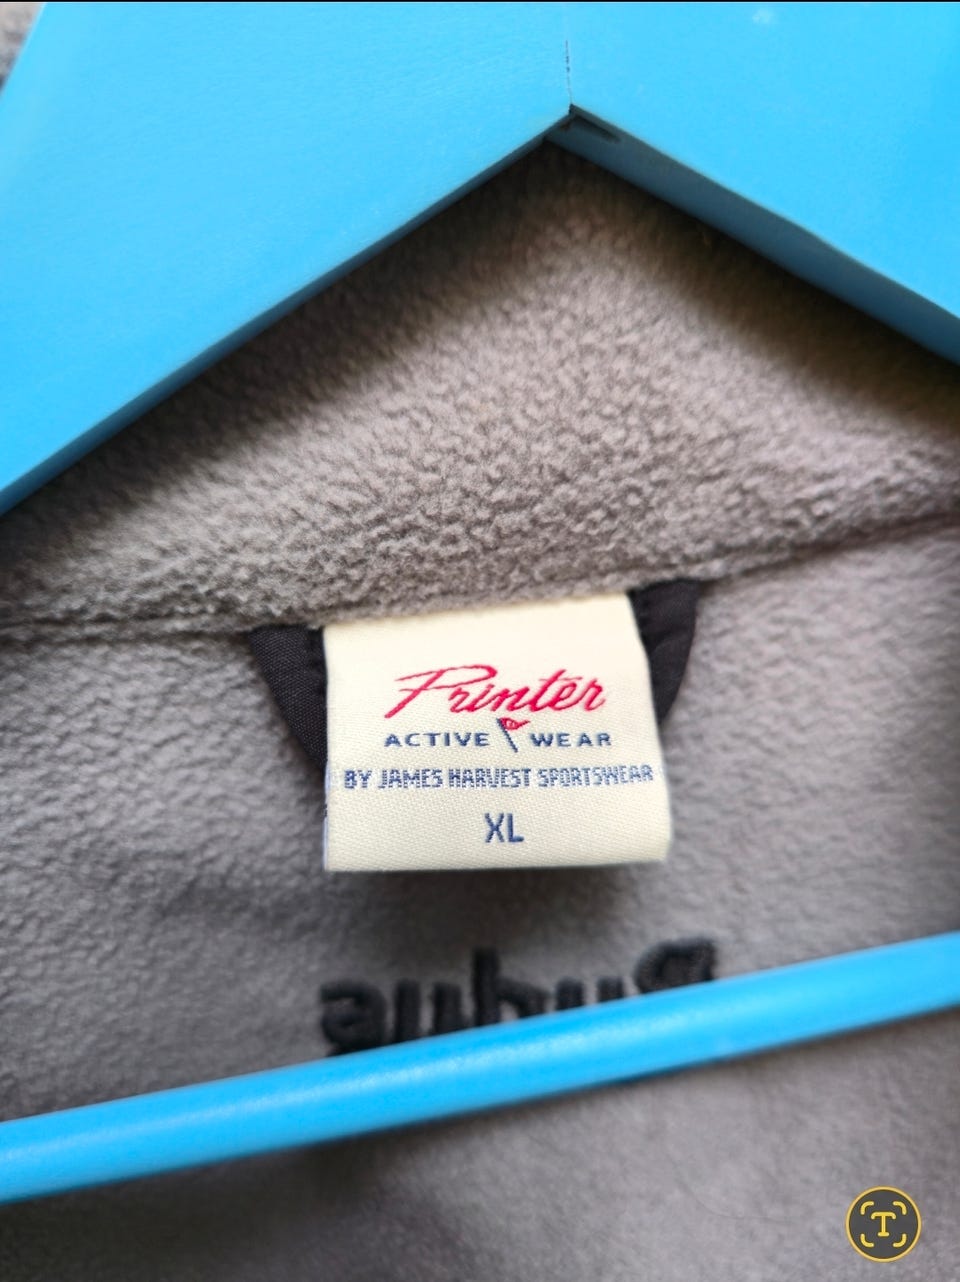 Printer
ACTIVE WEAR
BY JAMES HARVEST SPORTSWEAR
XL